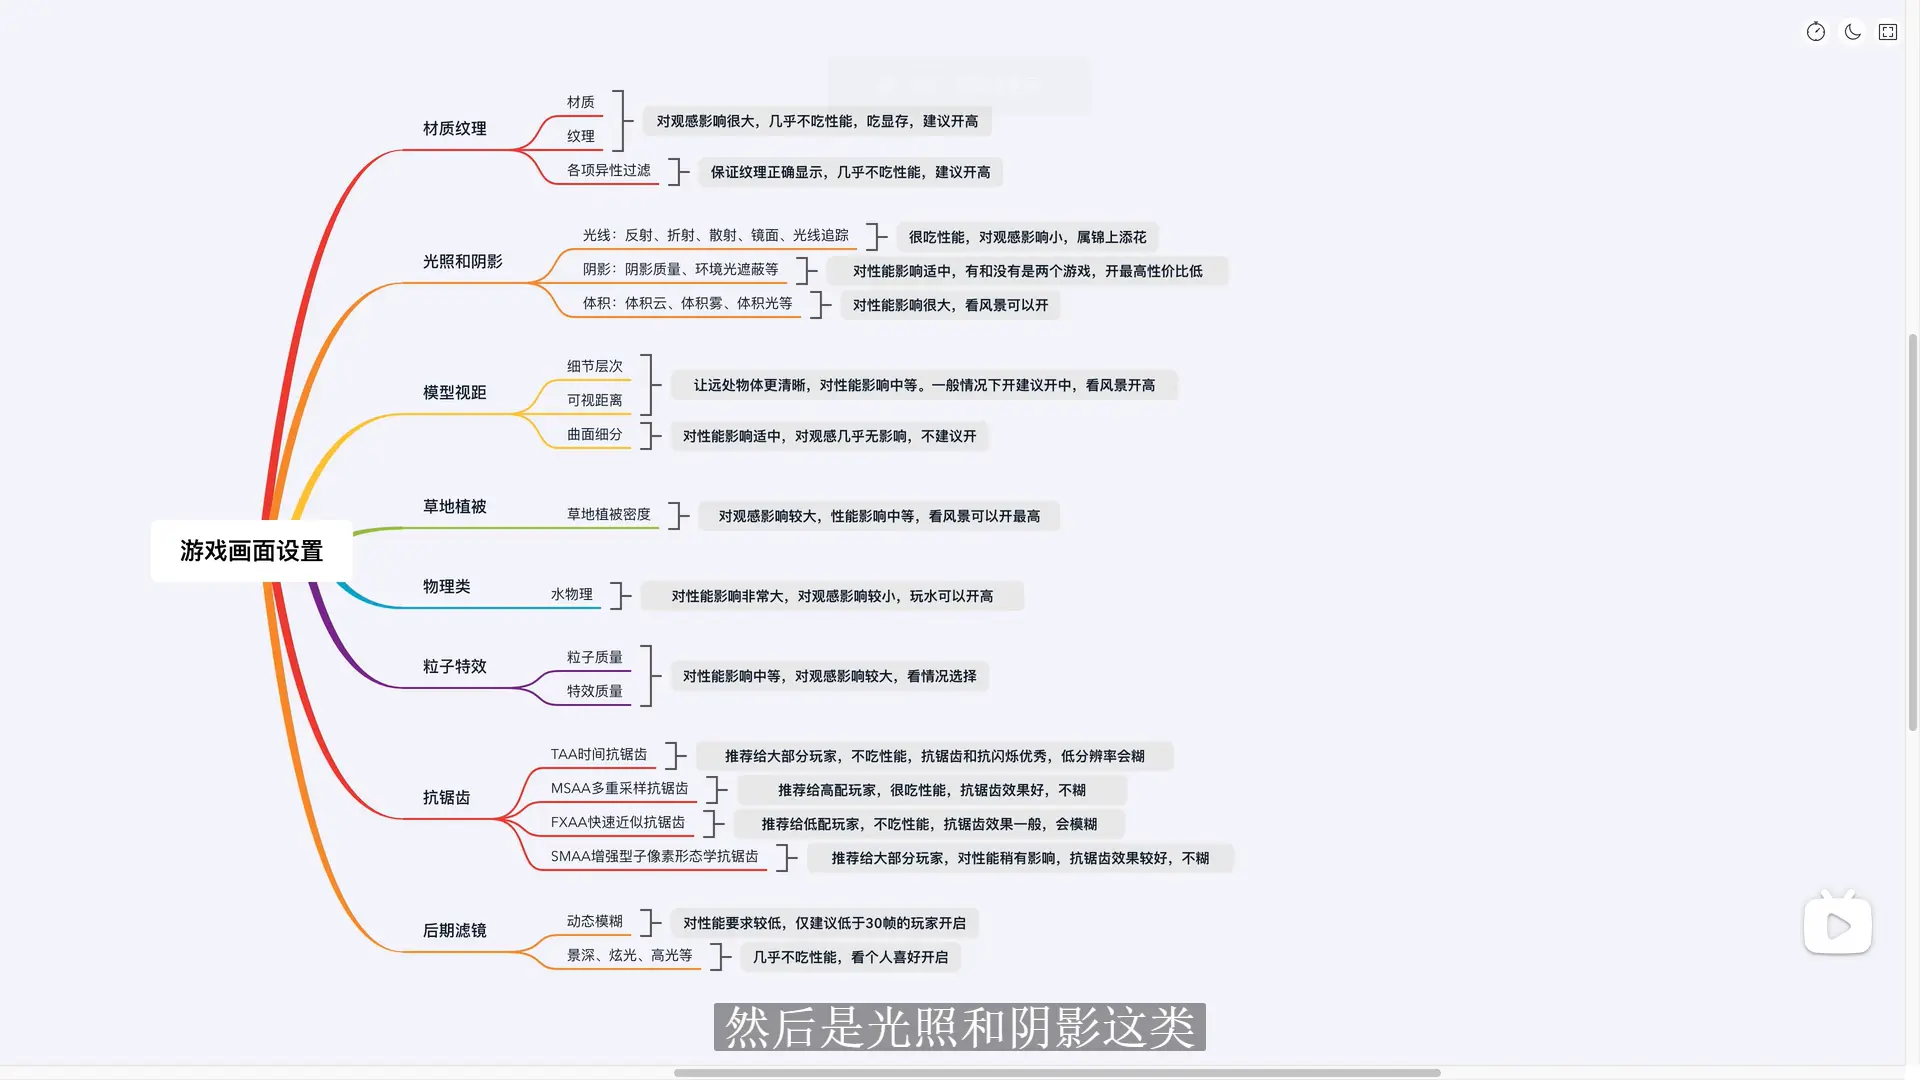 材质纹理
材质
纹理
对观感影响很大，几乎不吃性能，吃显存，建议开高
各项异性过滤
保证纹理正确显示，几乎不吃性能，建议开高
光照和阴影
光线：反射、折射、散射、镜面、光线追踪
很吃性能，对观感影响小，属锦上添花
阴影：阴影质量、环境光遮蔽等
对性能影响适中，有和没有是两个游戏，开最高性价比低
体积：体积云、体积雾、体积光等
对性能影响很大，看风景可以开
模型视距
细节层次
可视距离
让远处物体更清晰，对性能影响中等。一般情况下开建议开中，看风景开高
曲面细分
对性能影响适中，对观感几乎无影响，不建议开
草地植被
草地植被密度
对观感影响较大，性能影响中等，看风景可以开最高
游戏画面设置
物理类
水物理
对性能影响非常大，对观感影响较小，玩水可以开高
粒子特效
粒子质量
特效质量
对性能影响中等，对观感影响较大，看情况选择
抗锯齿
TAA时间抗锯齿
推荐给大部分玩家，不吃性能，抗锯齿和抗闪烁优秀，低分辨率会糊
MSAA多重采样抗锯齿
推荐给高配玩家，很吃性能，抗锯齿效果好，不糊
FXAA快速近似抗锯齿
推荐给低配玩家，不吃性能，抗锯齿效果一般，会模糊
SMAA增强型子像素形态学抗锯齿
推荐给大部分玩家，对性能稍有影响，抗锯齿效果较好，不糊
后期滤镜
动态模糊
对性能要求较低，仅建议低于30帧的玩家开启
景深、炫光、高光等
几乎不吃性能，看个人喜好开启
然后是光照和阴影这类